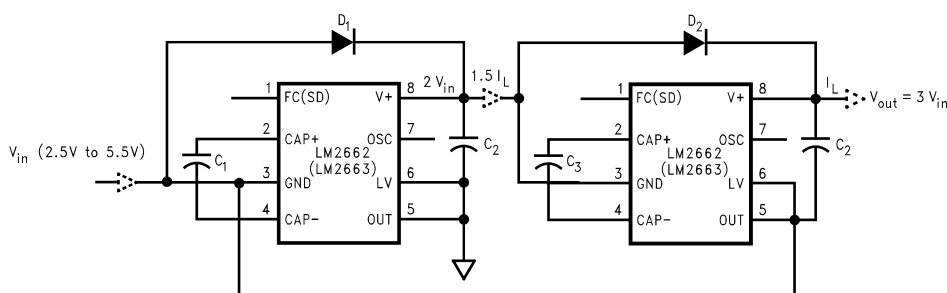 D1
D2
2 Vin
1.5 IL
IL
Vout = 3 Vin
Vin (2.5V to 5.5V)
1
FC(SD)
V+
8
2
CAP+
OSC
7
C1
LM2662
(LM2663)
C2
3
GND
LV
6
4
CAP-
OUT
5
1
FC(SD)
V+
8
2
CAP+
OSC
7
C3
LM2662
(LM2663)
C2
3
GND
LV
6
4
CAP-
OUT
5